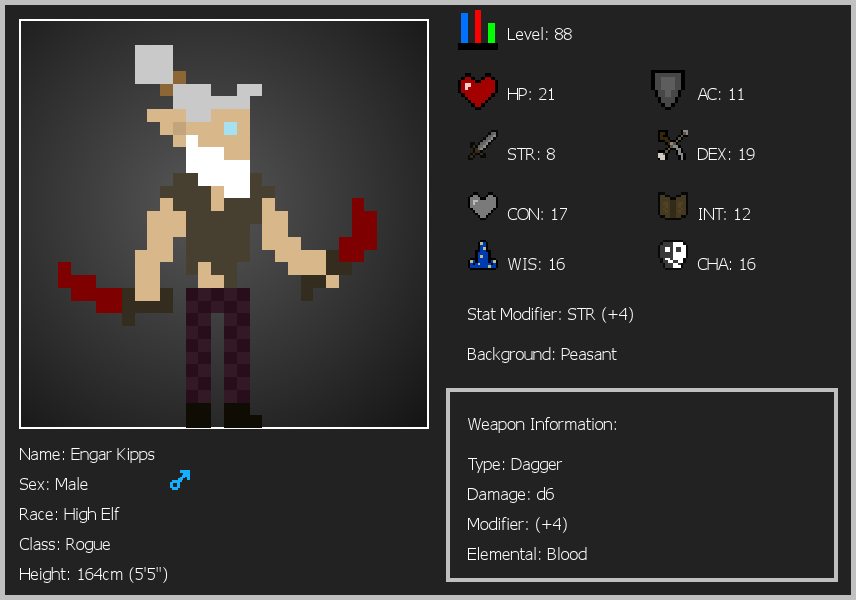 Level: 88
HP: 21
AC: 11
STR: 8
DEX: 19
CON: 17
INT: 12
WIS: 16
CHA: 16
Stat Modifier: STR (+4)
Background: Peasant
Weapon Information:
Type: Dagger
Damage: d6
Modifier: (+4)
Elemental: Blood
Name: Engar Kipps
Sex: Male
Race: High Elf
Class: Rogue
Height: 164cm (5'5")